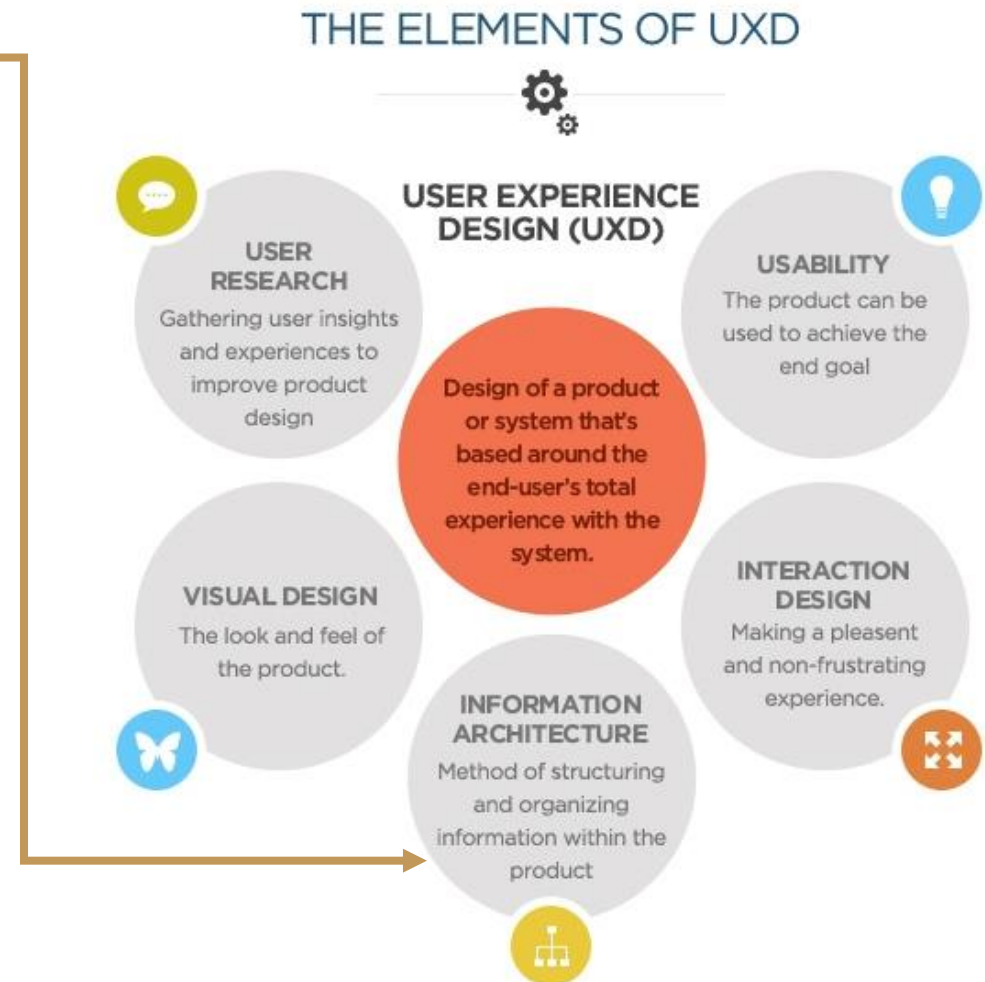 THE ELEMENTS OF UXD
USER EXPERIENCE
DESIGN (UXD)
USER
RESEARCH
Gathering user insights
and experiences to
improve product
design
USABILITY
The product can be
used to achieve the
end goal
Design of a product
or system that's
based around the
end-user's total
experience with the
system.
VISUAL DESIGN
The look and feel of
the product.
INTERACTION
DESIGN
Making a pleasent
and non-frustrating
experience.
INFORMATION
ARCHITECTURE
Method of structuring
and organizing
information within the
product